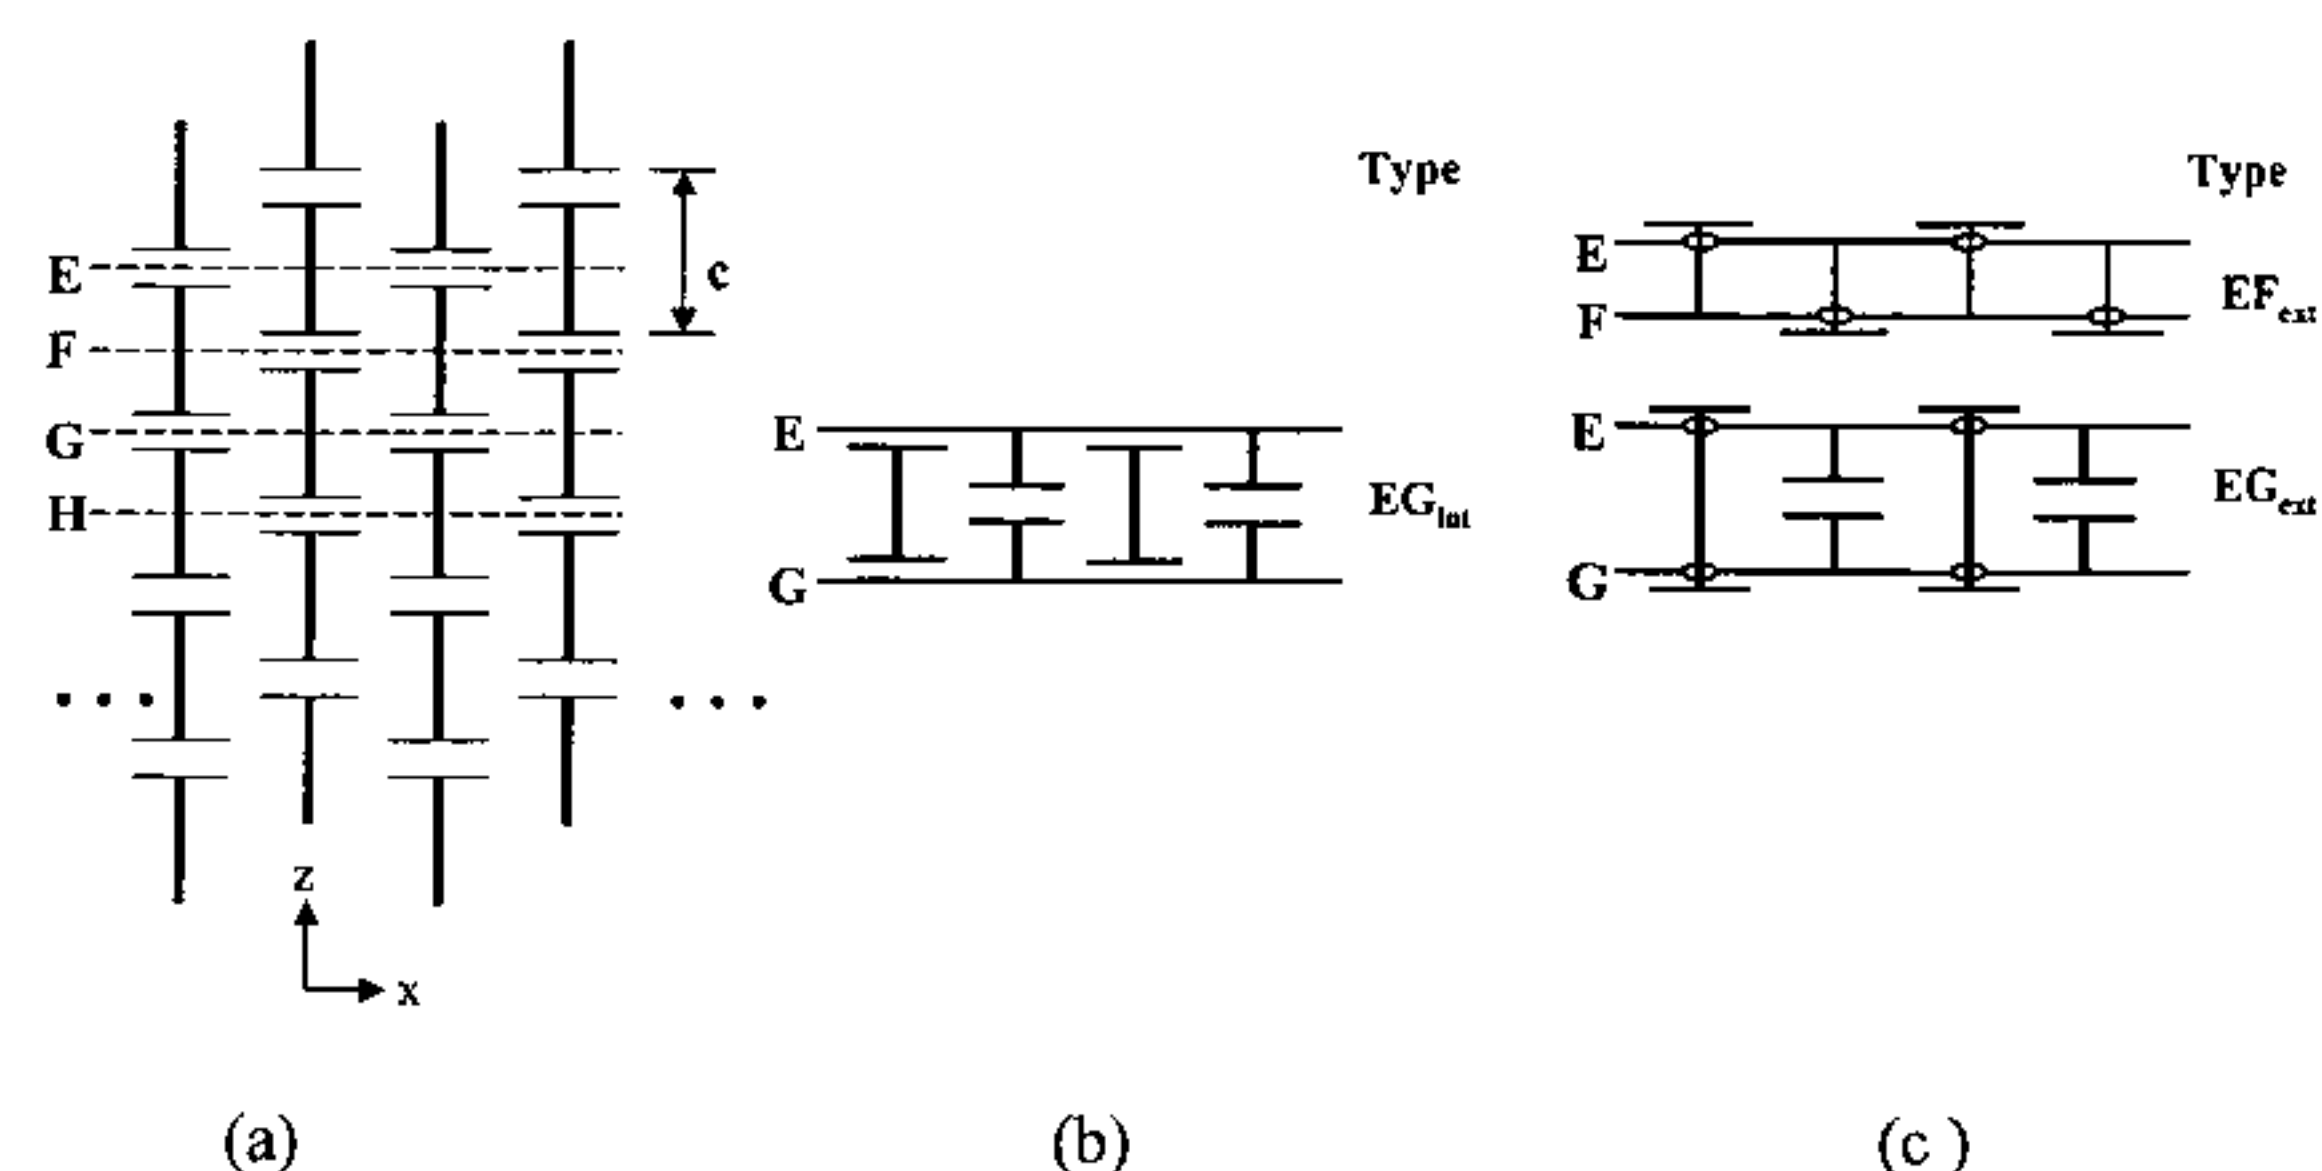 E
F
G
H
c
. . .
. . .
z
x
(a)
Type
E
G
EG_int
(b)
Type
E
F
EF_ext
E
G
EG_ext
(c )